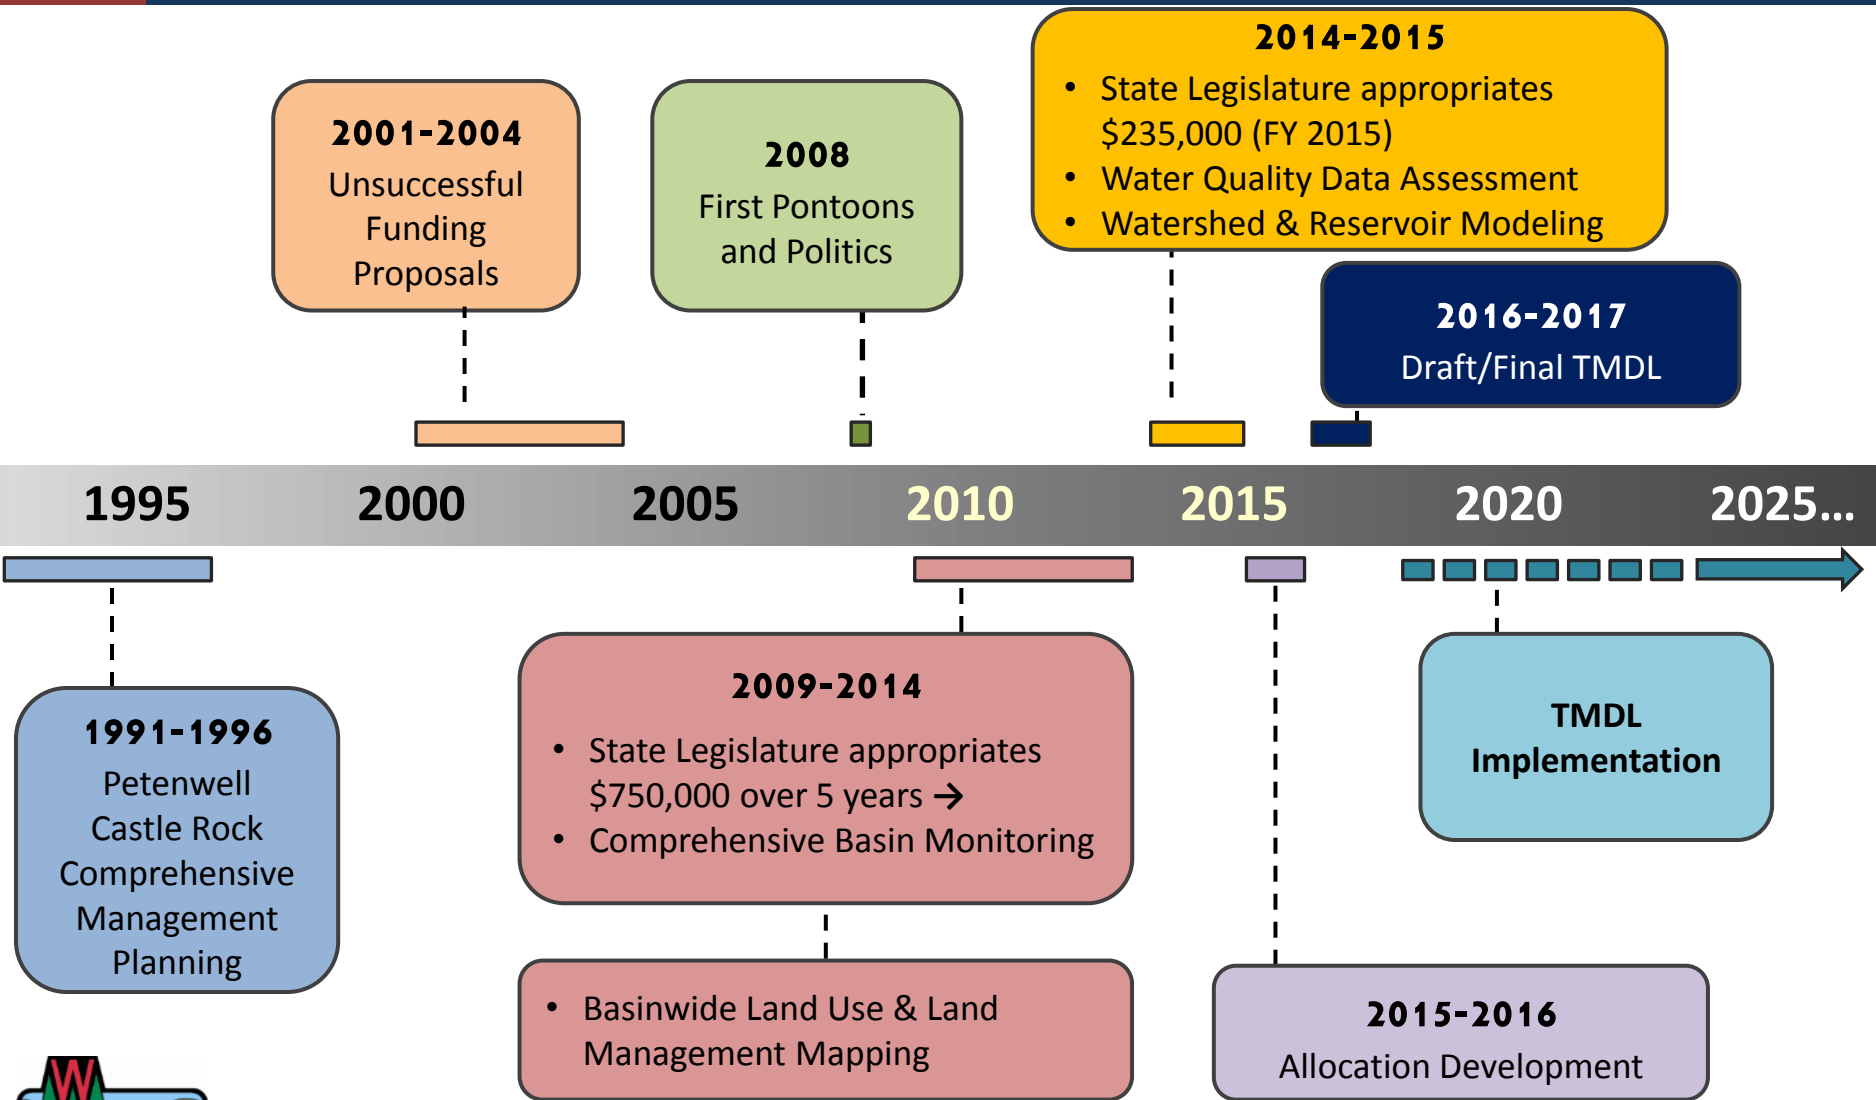 2001-2004
Unsuccessful
Funding
Proposals
2008
First Pontoons
and Politics
2014-2015
• State Legislature appropriates
$235,000 (FY 2015)
• Water Quality Data Assessment
• Watershed & Reservoir Modeling
2016-2017
Draft/Final TMDL
1995 2000 2005 2010 2015 2020 2025...
1991-1996
Petenwell
Castle Rock
Comprehensive
Management
Planning
2009-2014
• State Legislature appropriates
$750,000 over 5 years →
• Comprehensive Basin Monitoring
• Basinwide Land Use & Land
Management Mapping
2015-2016
Allocation Development
TMDL
Implementation
W